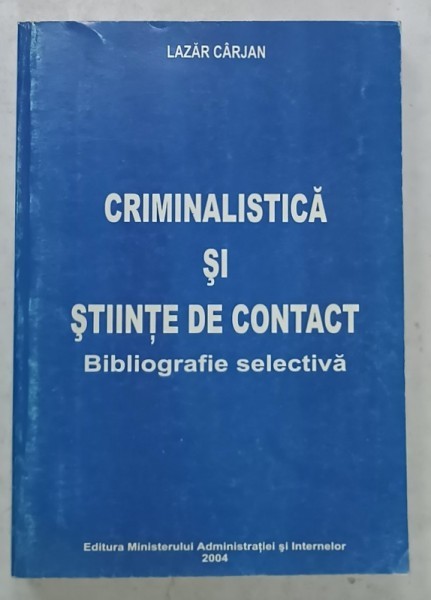 LAZĂR CÂRJAN
CRIMINALISTICĂ
ŞI
ŞTIINŢE DE CONTACT
Bibliografie selectivă
Editura Ministerului Administraţiei şi Internelor
2004